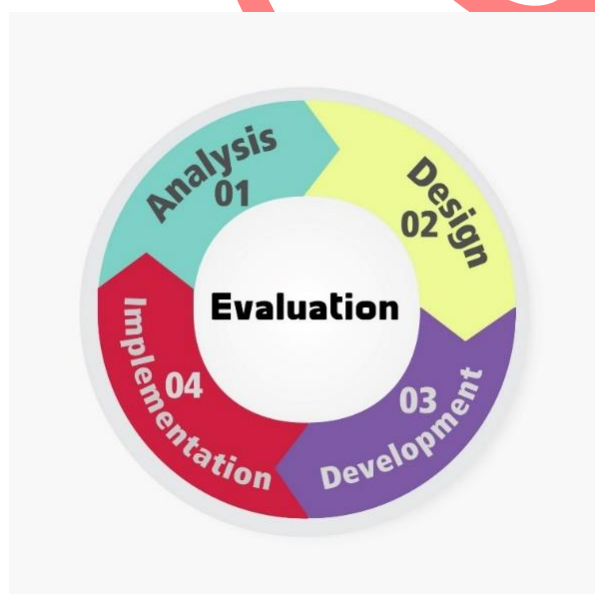 Analysis
01
Design
02
03
Development
04
Implementation
Evaluation